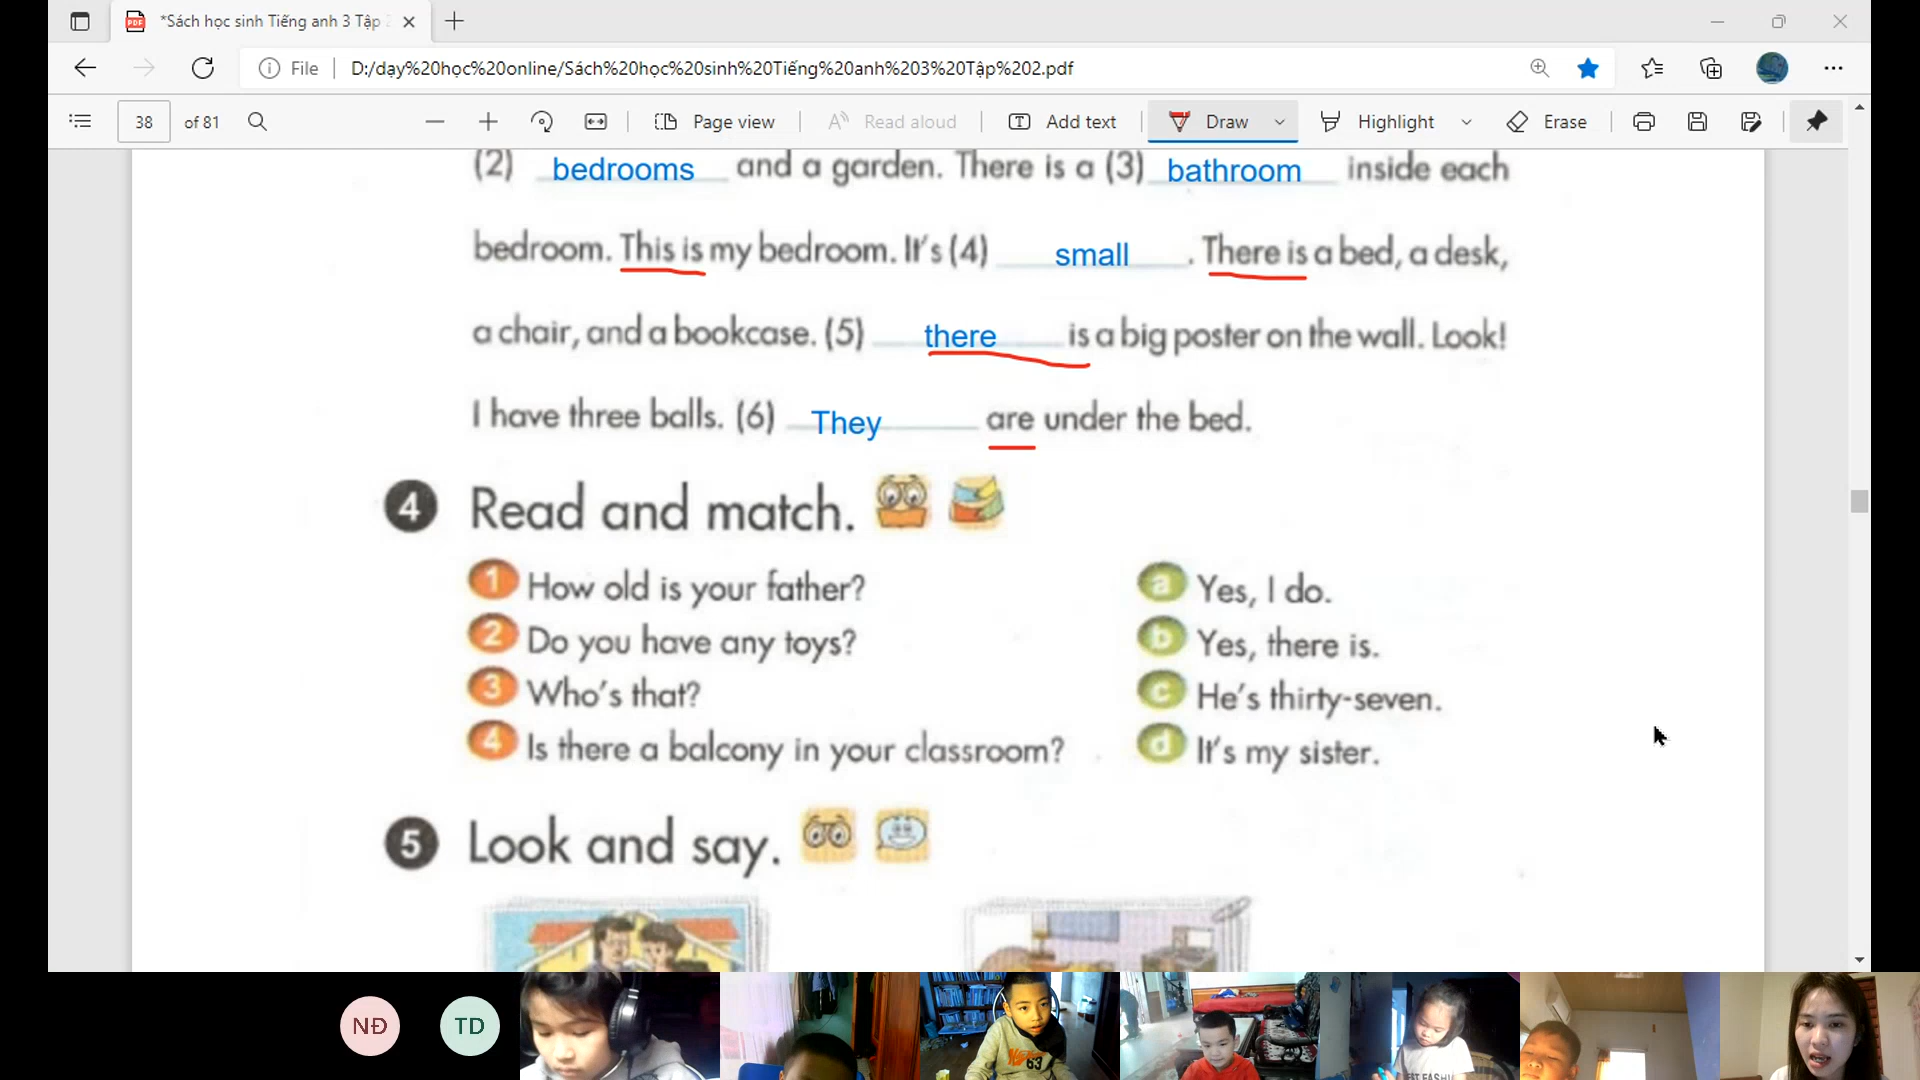 *Sách học sinh Tiếng anh 3 Tập 2
File D:/dạy%20học%20online/Sách%20học%20sinh%20Tiếng%20anh%203%20Tập%202.pdf
38 of 81 Page view Read aloud Add text Draw Highlight Erase
(2) bedrooms and a garden. There is a (3) bathroom inside each
bedroom. This is my bedroom. It's (4) small . There is a bed, a desk,
a chair, and a bookcase. (5) there is a big poster on the wall. Look!
I have three balls. (6) They are under the bed.
4 Read and match.
1 How old is your father?
a Yes, I do.
2 Do you have any toys?
b Yes, there is.
3 Who's that?
c He's thirty-seven.
4 Is there a balcony in your classroom?
d It's my sister.
5 Look and say.
NĐ TD
63